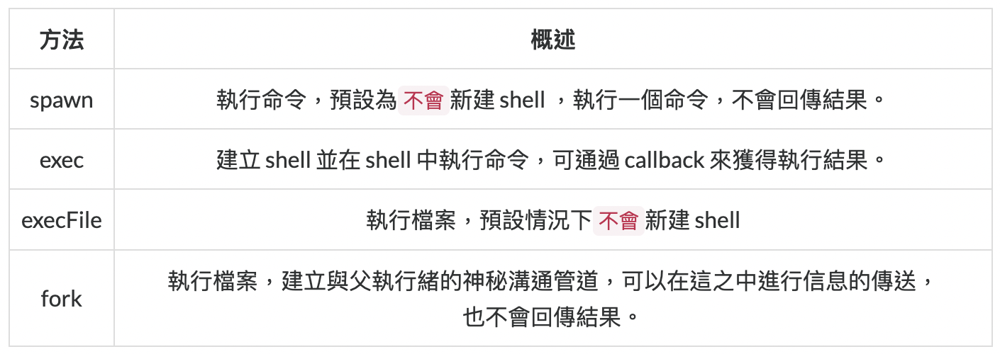 方法 概述
spawn 執行命令，預設為 不會 新建 shell ，執行一個命令，不會回傳結果。
exec 建立 shell 並在 shell 中執行命令，可通過 callback 來獲得執行結果。
execFile 執行檔案，預設情況下 不會 新建 shell
fork 執行檔案，建立與父執行緒的神秘溝通管道，可以在這之中進行信息的傳送，
也不會回傳結果。